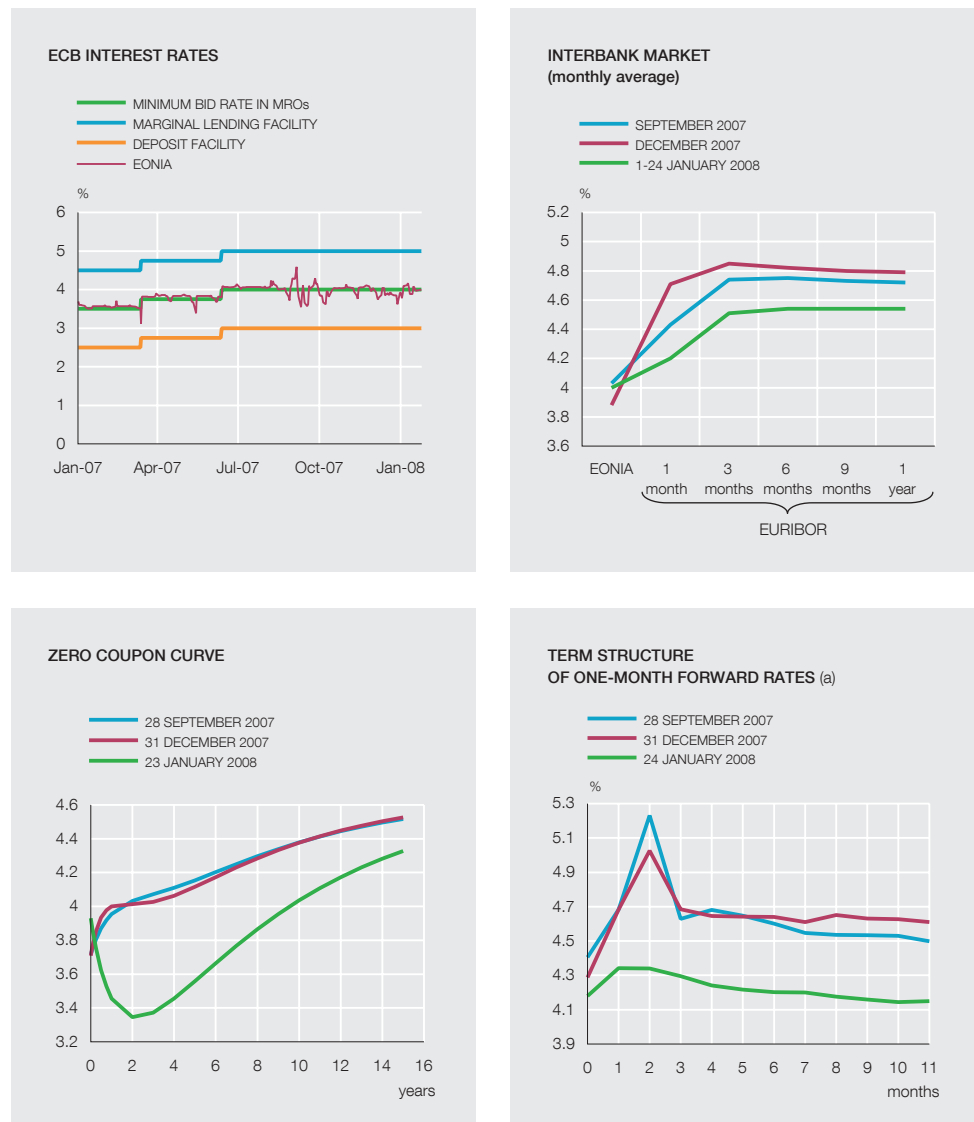 ECB INTEREST RATES
MINIMUM BID RATE IN MROs
MARGINAL LENDING FACILITY
DEPOSIT FACILITY
EONIA
%
6
5
4
3
2
1
0
Jan-07 Apr-07 Jul-07 Oct-07 Jan-08
INTERBANK MARKET
(monthly average)
SEPTEMBER 2007
DECEMBER 2007
1-24 JANUARY 2008
%
5.2
5
4.8
4.6
4.4
4.2
4
3.8
3.6
EONIA 1 3 6 9 1
month months months months year
EURIBOR
ZERO COUPON CURVE
28 SEPTEMBER 2007
31 DECEMBER 2007
23 JANUARY 2008
4.6
4.4
4.2
4
3.8
3.6
3.4
3.2
0 2 4 6 8 10 12 14 16
years
TERM STRUCTURE
OF ONE-MONTH FORWARD RATES (a)
28 SEPTEMBER 2007
31 DECEMBER 2007
24 JANUARY 2008
%
5.3
5.1
4.9
4.7
4.5
4.3
4.1
3.9
0 1 2 3 4 5 6 7 8 9 10 11
months